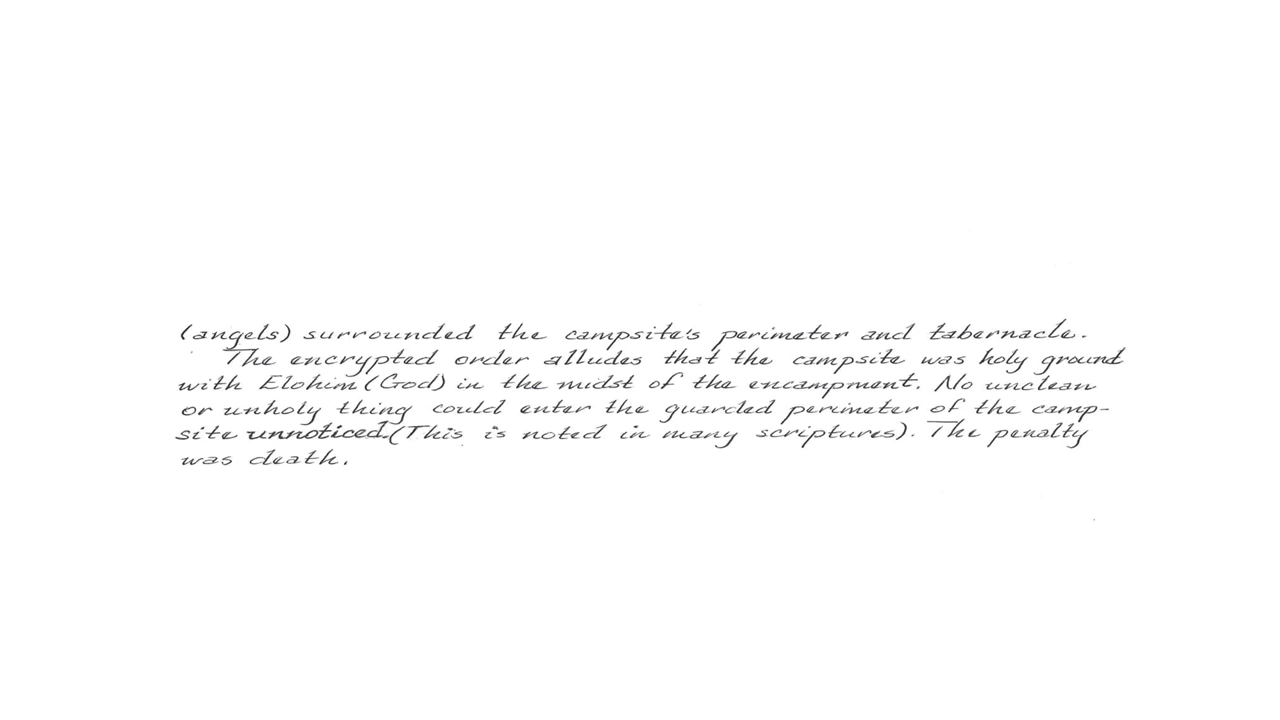 (angels) surrounded the campsite's perimeter and tabernacle.
The encrypted order alludes that the campsite was holy ground
with Elohim (God) in the midst of the encampment. No unclean
or unholy thing could enter the guarded perimeter of the camp-
site unnoticed. (This is noted in many scriptures). The penalty
was death.